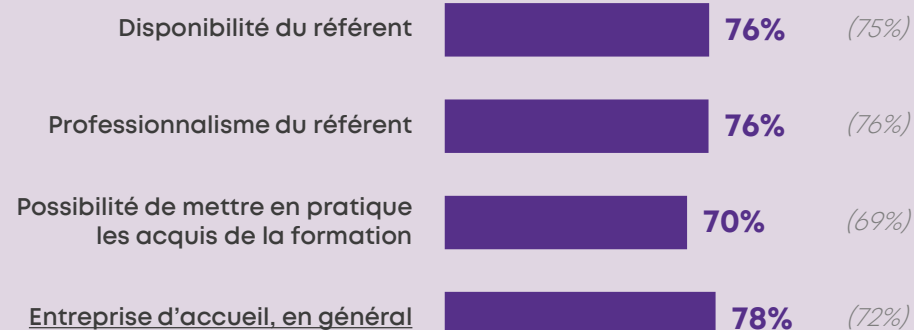 Disponibilité du référent 76% (75%)
Professionnalisme du référent 76% (76%)
Possibilité de mettre en pratique
les acquis de la formation 70% (69%)
Entreprise d'accueil, en général 78% (72%)